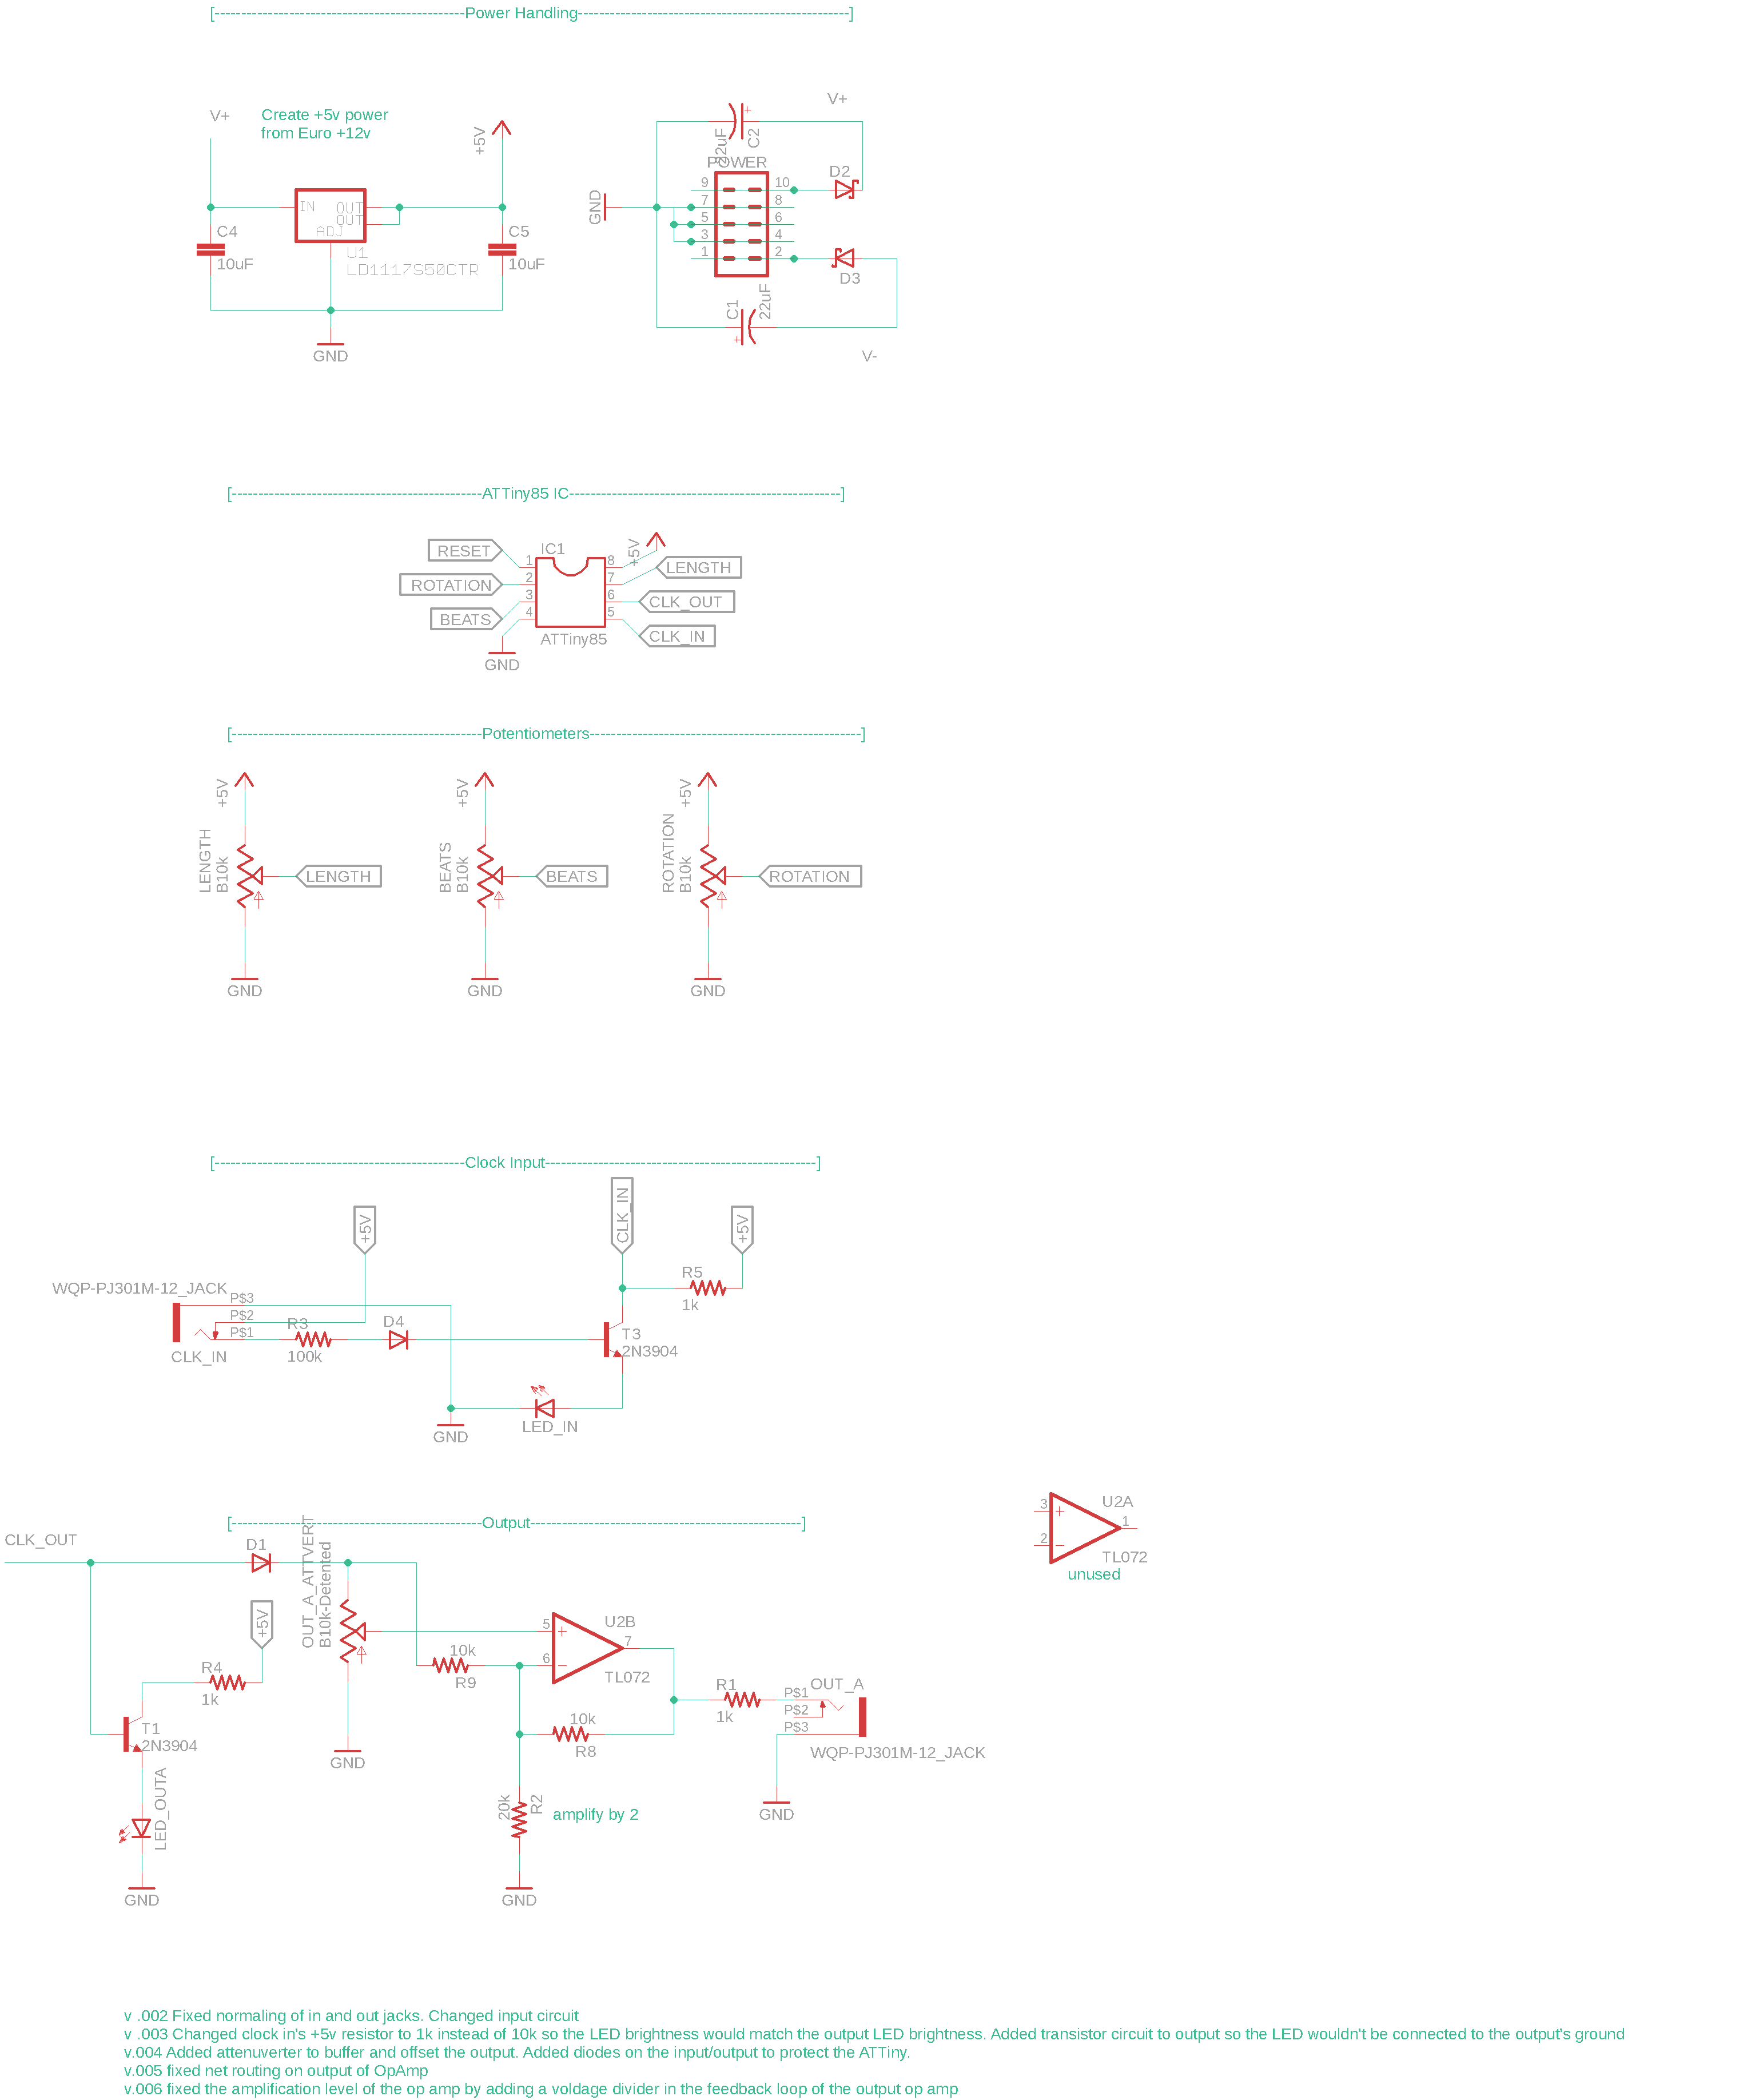 [-----------------------------------------Power Handling--------------------------------------------]
V+
Create +5v power
from Euro +12v
+5V
IN
OUT
OUT
ADJ
C4
10uF
U1
LD1117S50CTR
C5
10uF
GND
V+
22uF
C2
POWER
D2
GND
9
10
7
8
5
6
3
4
1
2
D3
C1
22uF
V-
[-----------------------------------------ATTiny85 IC---------------------------------------------]
RESET
ROTATION
BEATS
GND
IC1
1
2
3
4
8
7
6
5
ATTiny85
+5V
LENGTH
CLK_OUT
CLK_IN
[-----------------------------------------Potentiometers---------------------------------------------]
+5V
LENGTH
B10k
LENGTH
GND
+5V
BEATS
B10k
BEATS
GND
+5V
ROTATION
B10k
ROTATION
GND
[-----------------------------------------Clock Input---------------------------------------------]
+5V
CLK_IN
+5V
WQP-PJ301M-12_JACK
P$3
P$2
P$1
CLK_IN
R3
100k
D4
R5
1k
T3
2N3904
LED_IN
GND
[-----------------------------------------Output---------------------------------------------]
CLK_OUT
D1
OUT_A_ATTVERT
B10k-Detented
+5V
R4
1k
T1
2N3904
LED_OUTA
GND
GND
10k
R9
5
6
7
U2B
TL072
10k
R8
20k
R2
amplify by 2
GND
R1
1k
P$1
P$2
P$3
OUT_A
WQP-PJ301M-12_JACK
GND
3
2
1
U2A
TL072
unused
v .002 Fixed normaling of in and out jacks. Changed input circuit
v .003 Changed clock in's +5v resistor to 1k instead of 10k so the LED brightness would match the output LED brightness. Added transistor circuit to output so the LED wouldn't be connected to the output's ground
v.004 Added attenuverter to buffer and offset the output. Added diodes on the input/output to protect the ATTiny.
v.005 fixed net routing on output of OpAmp
v.006 fixed the amplification level of the op amp by adding a voldage divider in the feedback loop of the output op amp